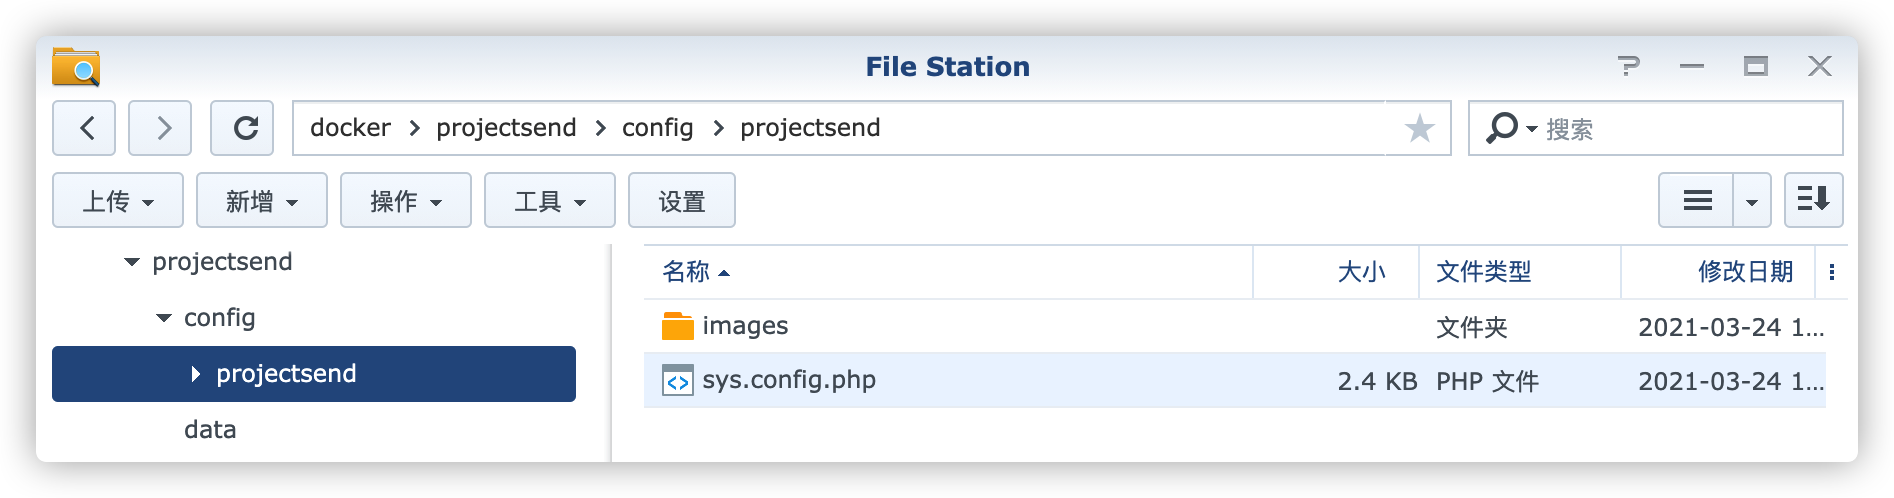 File Station
docker > projectsend > config > projectsend
搜索
上传 新增 操作 工具 设置
projectsend
config
projectsend
data
名称 大小 文件类型 修改日期
images 文件夹 2021-03-24 1...
sys.config.php 2.4 KB PHP 文件 2021-03-24 1...